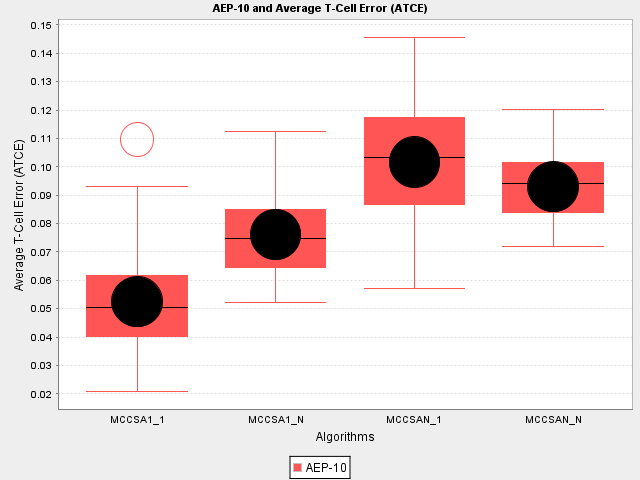 AEP-10 and Average T-Cell Error (ATCE)
Average T-Cell Error (ATCE)
0.15
0.14
0.13
0.12
0.11
0.10
0.09
0.08
0.07
0.06
0.05
0.04
0.03
0.02
MCCSA1_1 MCCSA1_N MCCSAN_1 MCCSAN_N
Algorithms
AEP-10